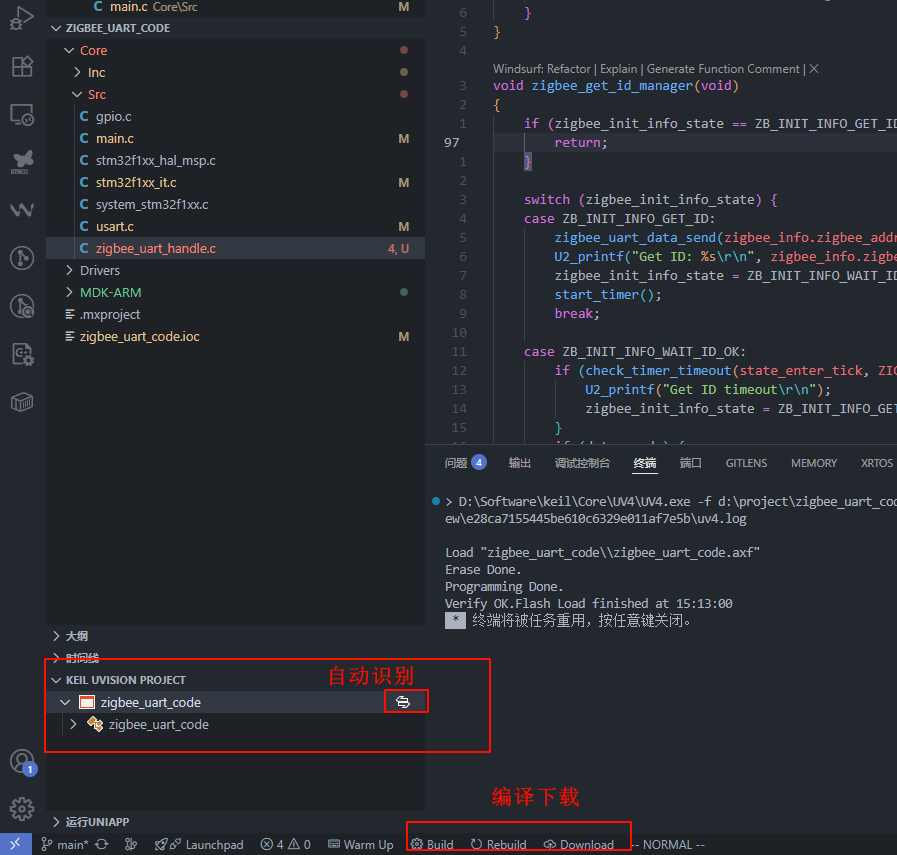 main.c Core\Src M
ZIGBEE_UART_CODE
Core
Inc
Src
gpio.c
main.c M
stm32f1xx_hal_msp.c
stm32f1xx_it.c M
system_stm32f1xx.c
usart.c M
zigbee_uart_handle.c 4, U
Drivers
MDK-ARM
.mxproject
zigbee_uart_code.ioc M
大纲
时间线
自动识别
KEIL UVISION PROJECT
zigbee_uart_code
zigbee_uart_code
运行UNIAPP
STM32
1
6 }
5 }
4
Windsurf: Refactor | Explain | Generate Function Comment | ×
3 void zigbee_get_id_manager(void)
2 {
1 if (zigbee_init_info_state == ZB_INIT_INFO_GET_ID
97 return;
1 }
2
3 switch (zigbee_init_info_state) {
4 case ZB_INIT_INFO_GET_ID:
5 zigbee_uart_data_send(zigbee_info.zigbee_addr
6 U2_printf("Get ID: %s\r\n", zigbee_info.zigbe
7 zigbee_init_info_state = ZB_INIT_INFO_WAIT_ID
8 start_timer();
9 break;
10
11 case ZB_INIT_INFO_WAIT_ID_OK:
12 if (check_timer_timeout(state_enter_tick, ZIG
13 U2_printf("Get ID timeout\r\n");
14 zigbee_init_info_state = ZB_INIT_INFO_GET
15 }
问题 4 输出 调试控制台 终端 端口 GITLENS MEMORY XRTOS
> D:\Software\keil\Core\UV4\UV4.exe -f d:\project\zigbee_uart_cod
ew\e28ca7155445be610c6329e011af7e5b\uv4.log
Load "zigbee_uart_code\\zigbee_uart_code.axf"
Erase Done.
Programming Done.
Verify OK.Flash Load finished at 15:13:00
* 终端将被任务重用，按任意键关闭。
编译下载
main* Launchpad 4 0 Warm Up Build Rebuild Download -- NORMAL --